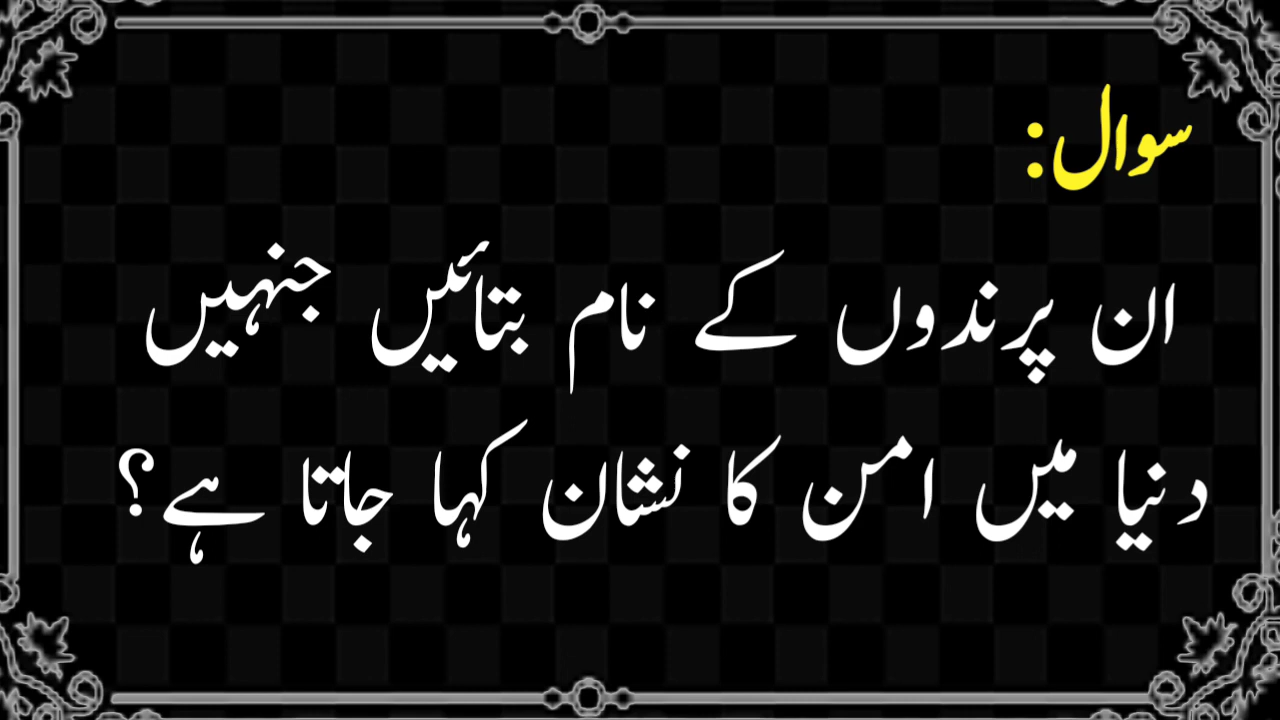 سوال:
ان پرندوں کے نام بتائیں جنہیں
دنیا میں امن کا نشان کہا جاتا ہے؟